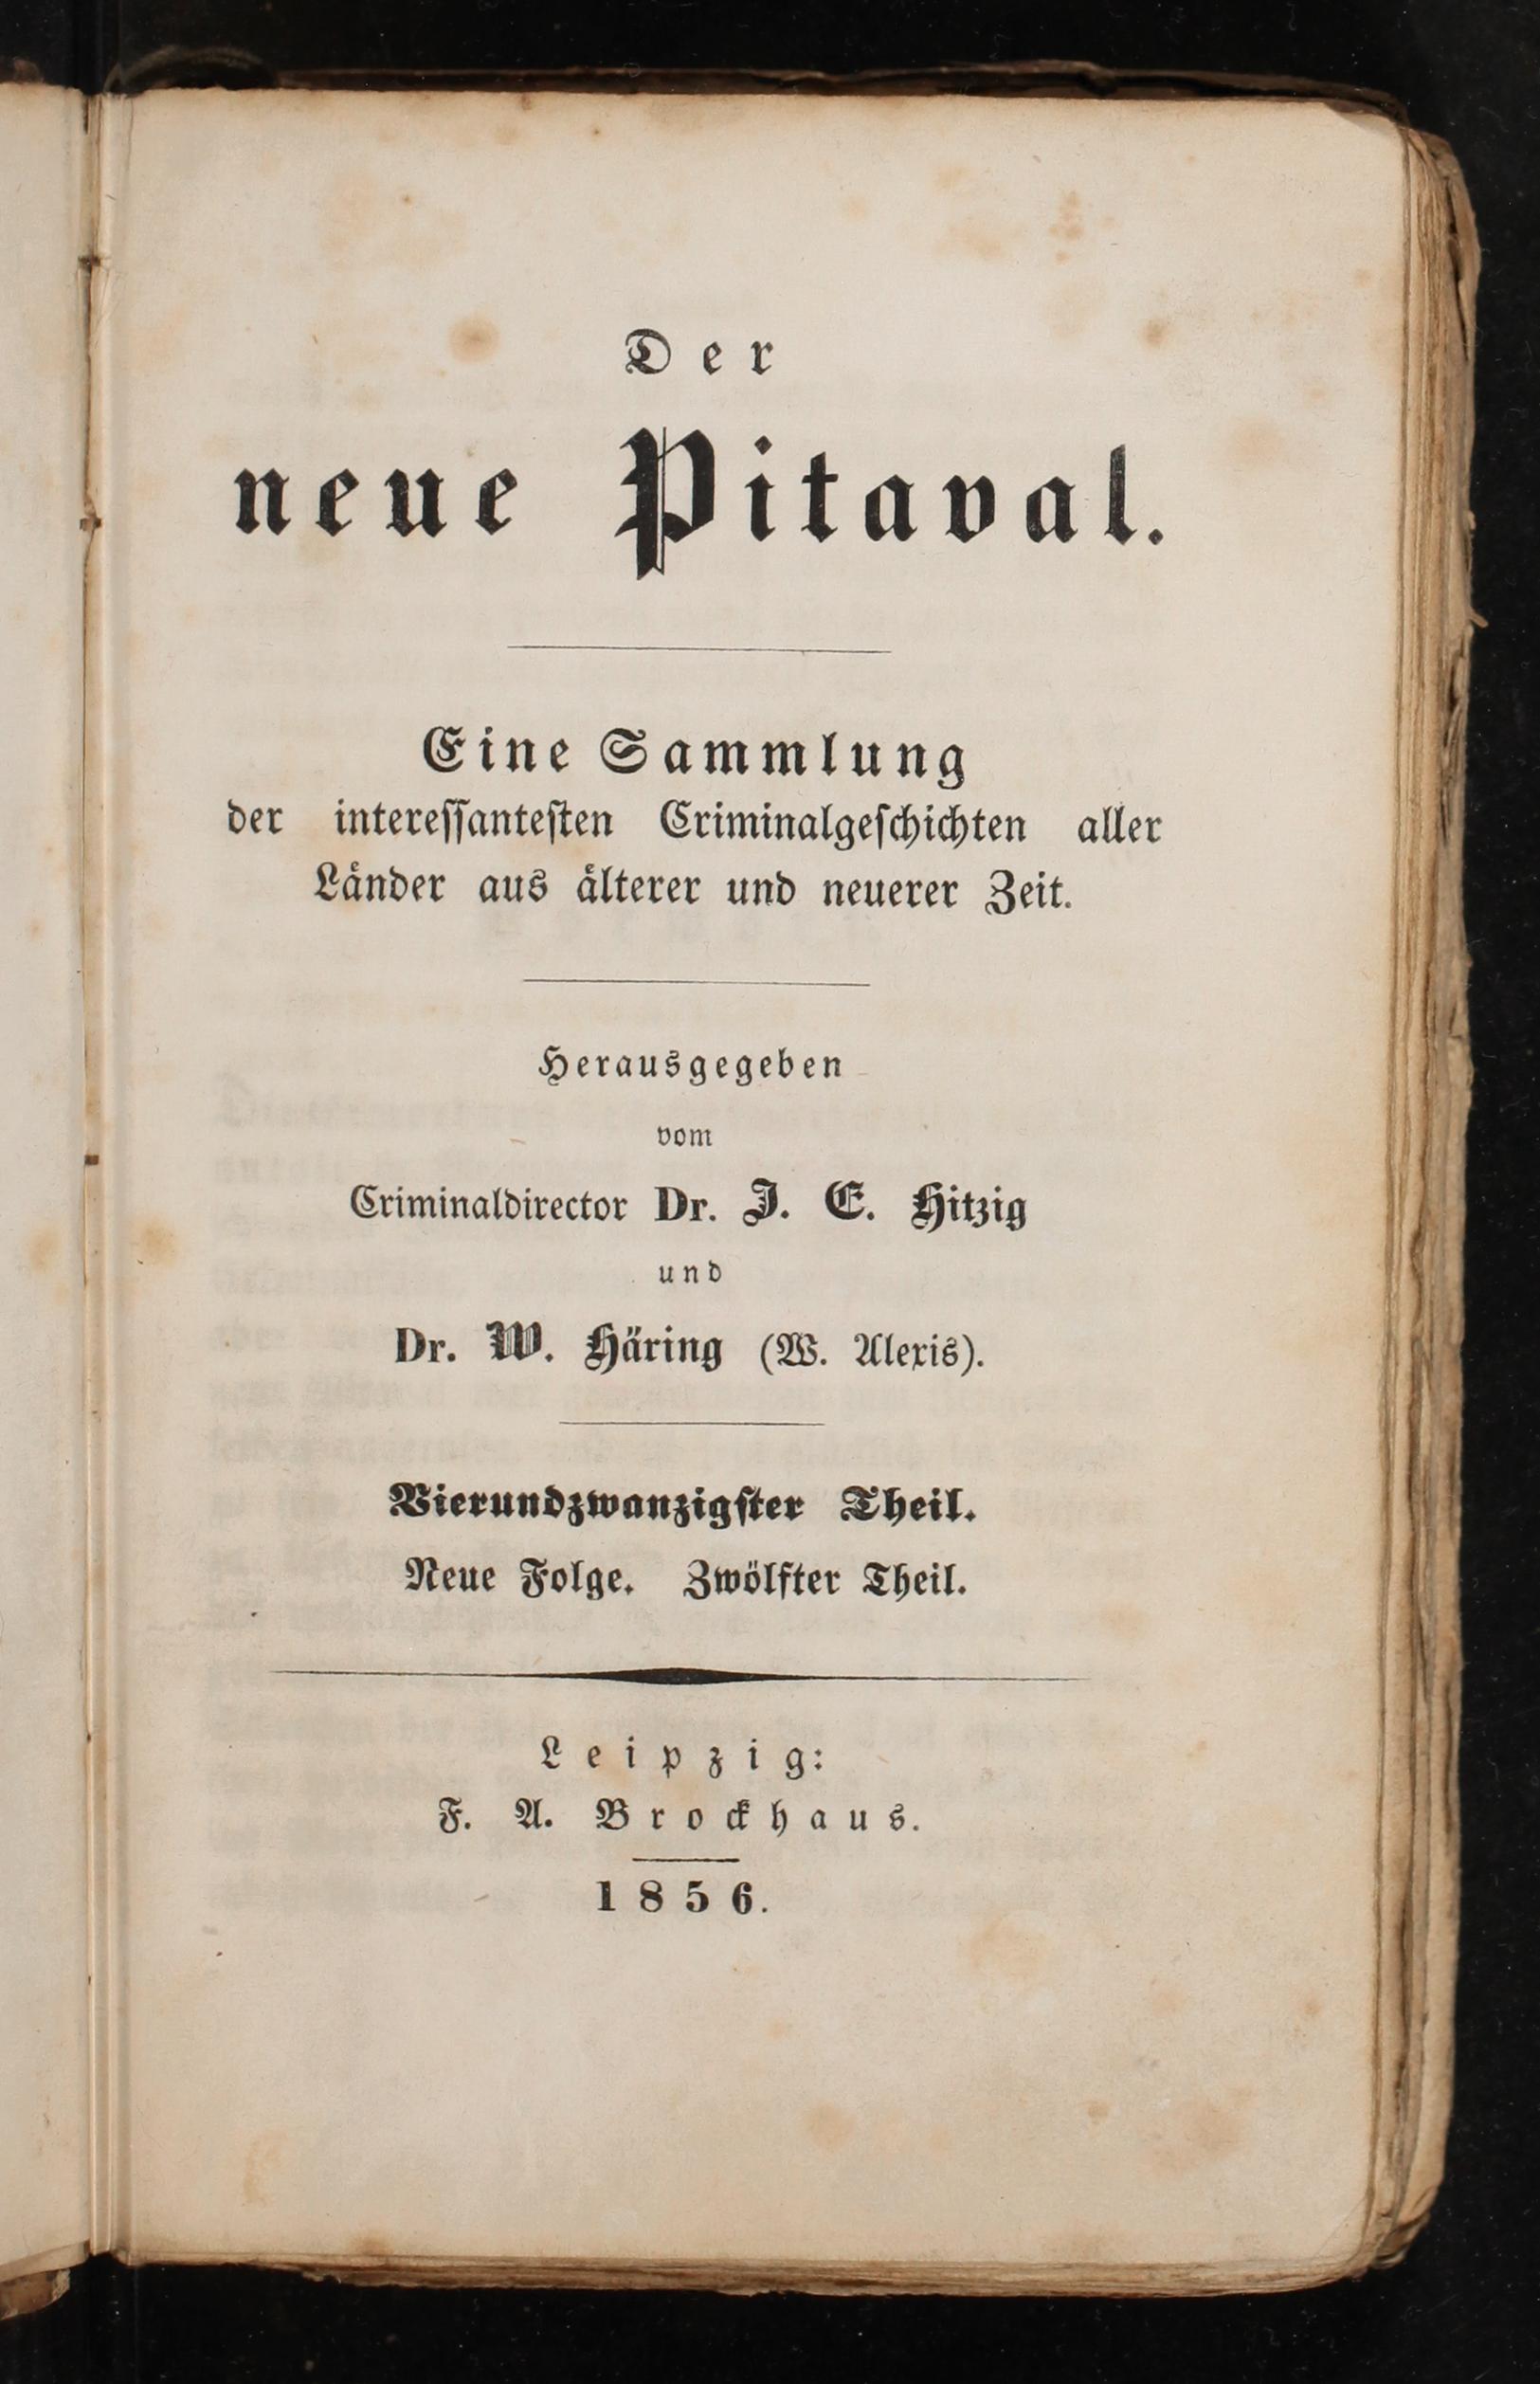 Der
neue Pitaval.
Eine Sammlung
der intereſſanteſten Criminalgeſchichten aller
Länder aus älterer und neuerer Zeit.
Herausgegeben
vom
Criminaldirector Dr. J. E. Hitzig
und
Dr. W. Häring (W. Alexis).
Vierundzwanzigſter Theil.
Neue Folge. Zwölfter Theil.
Leipzig:
F. A. Brockhaus.
1856.